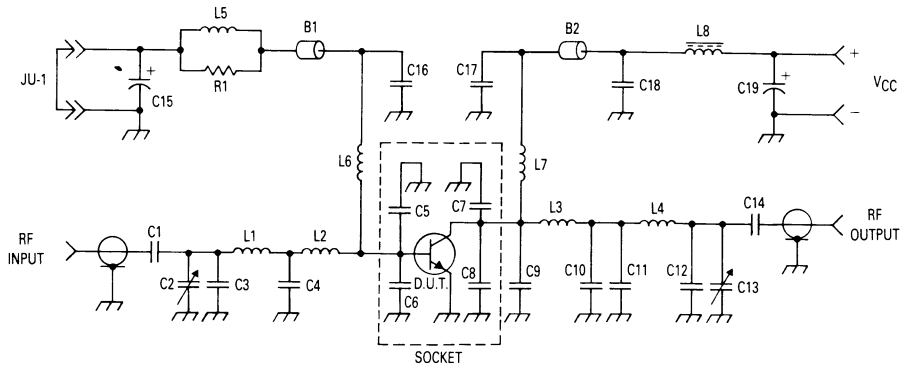 L5
B1
B2
L8
+
+
+
JU-1
C15
R1
C16
C17
C18
C19
VCC
−
L6
L7
C5
C7
L3
L4
C14
RF
INPUT
C1
L1
L2
RF
OUTPUT
C2
C3
C4
D.U.T.
C6
C8
C9
C10
C11
C12
C13
SOCKET